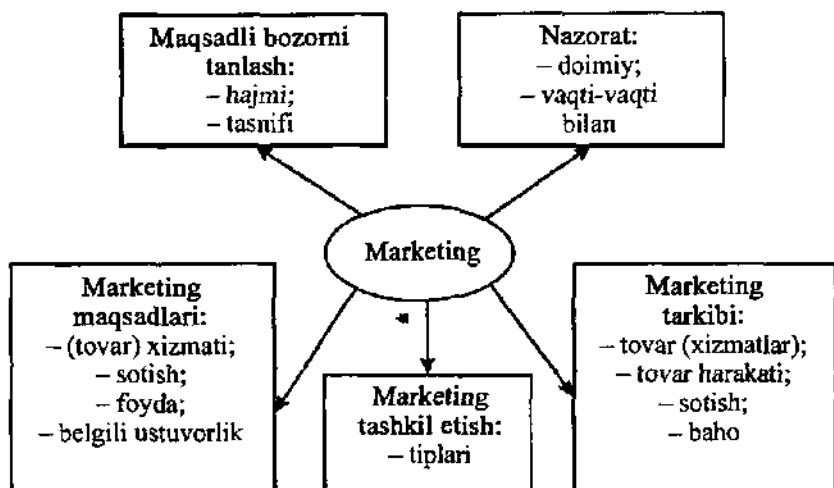 Maqsadli bozorni
tanlash:
– hajmi;
– tasnifi
Nazorat:
– doimiy;
– vaqti-vaqti
bilan
Marketing
Marketing
maqsadlari:
– (tovar) xizmati;
– sotish;
– foyda;
– belgili ustuvorlik
Marketing
tashkil etish:
– tiplari
Marketing
tarkibi:
– tovar (xizmatlar);
– tovar harakati;
– sotish;
– baho